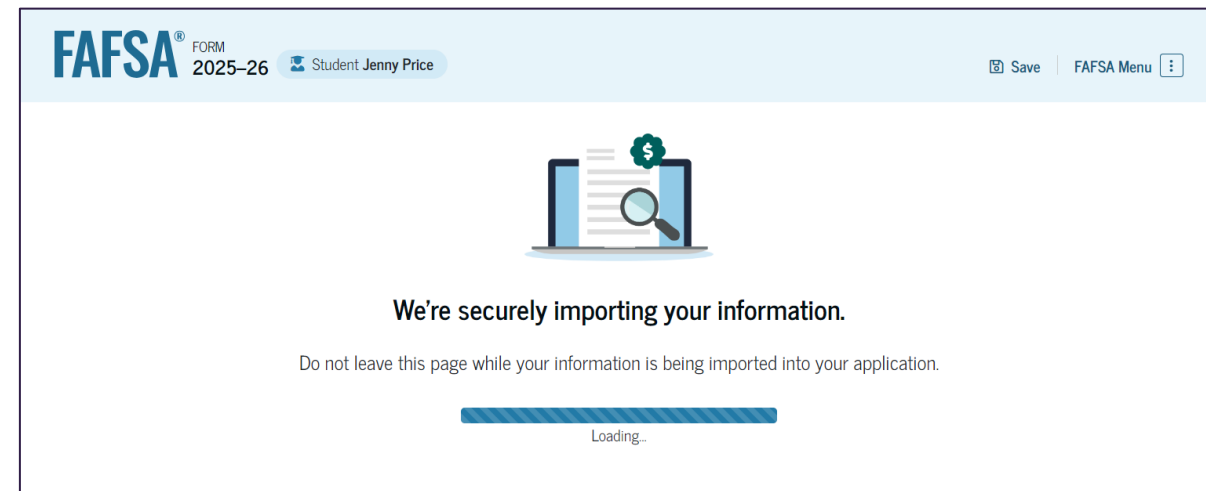 FAFSA® FORM 2025–26 Student Jenny Price Save FAFSA Menu
$
We're securely importing your information.
Do not leave this page while your information is being imported into your application.
Loading...